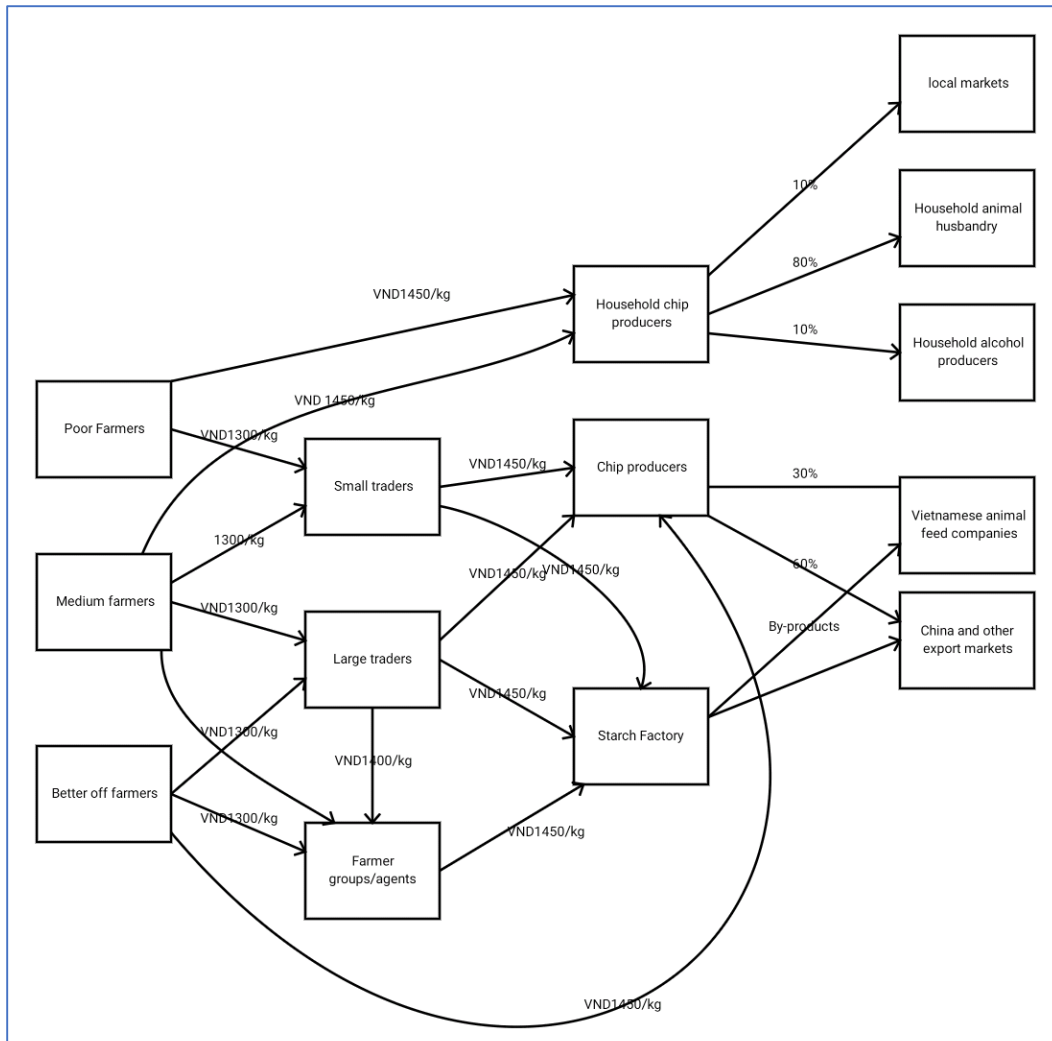 local markets
10%
Household animal
husbandry
80%
VND1450/kg
Household chip
producers
10%
Household alcohol
producers
VND 1450/kg
Poor Farmers
VND1300/kg
Small traders
VND1450/kg
Chip producers
30%
Vietnamese animal
feed companies
1300/kg
VND1450/kg
VND1450/kg
60%
Medium farmers
VND1300/kg
By-products
China and other
export markets
Large traders
VND1450/kg
Starch Factory
VND1300/kg
VND1400/kg
Better off farmers
VND1300/kg
VND1450/kg
Farmer
groups/agents
VND1450/kg